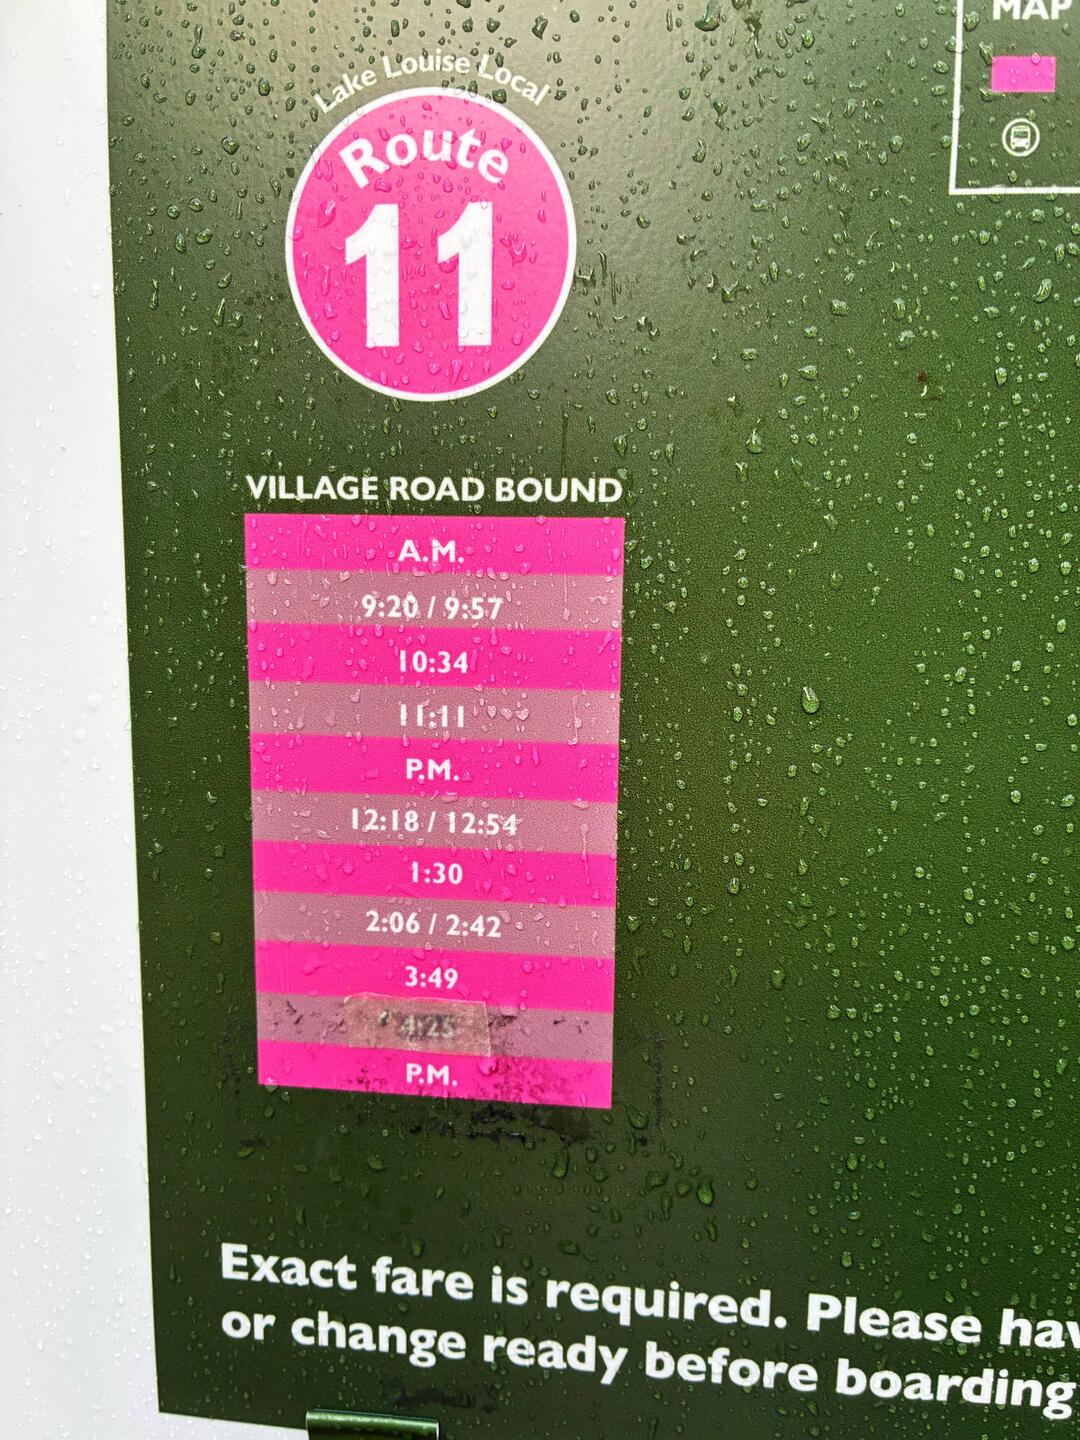 MAP
Lake Louise Local
Route
11
VILLAGE ROAD BOUND
A.M.
9:20 / 9:57
10:34
11:11
P.M.
12:18 / 12:54
1:30
2:06 / 2:42
3:49
4:25
P.M.
Exact fare is required. Please hav
or change ready before boarding